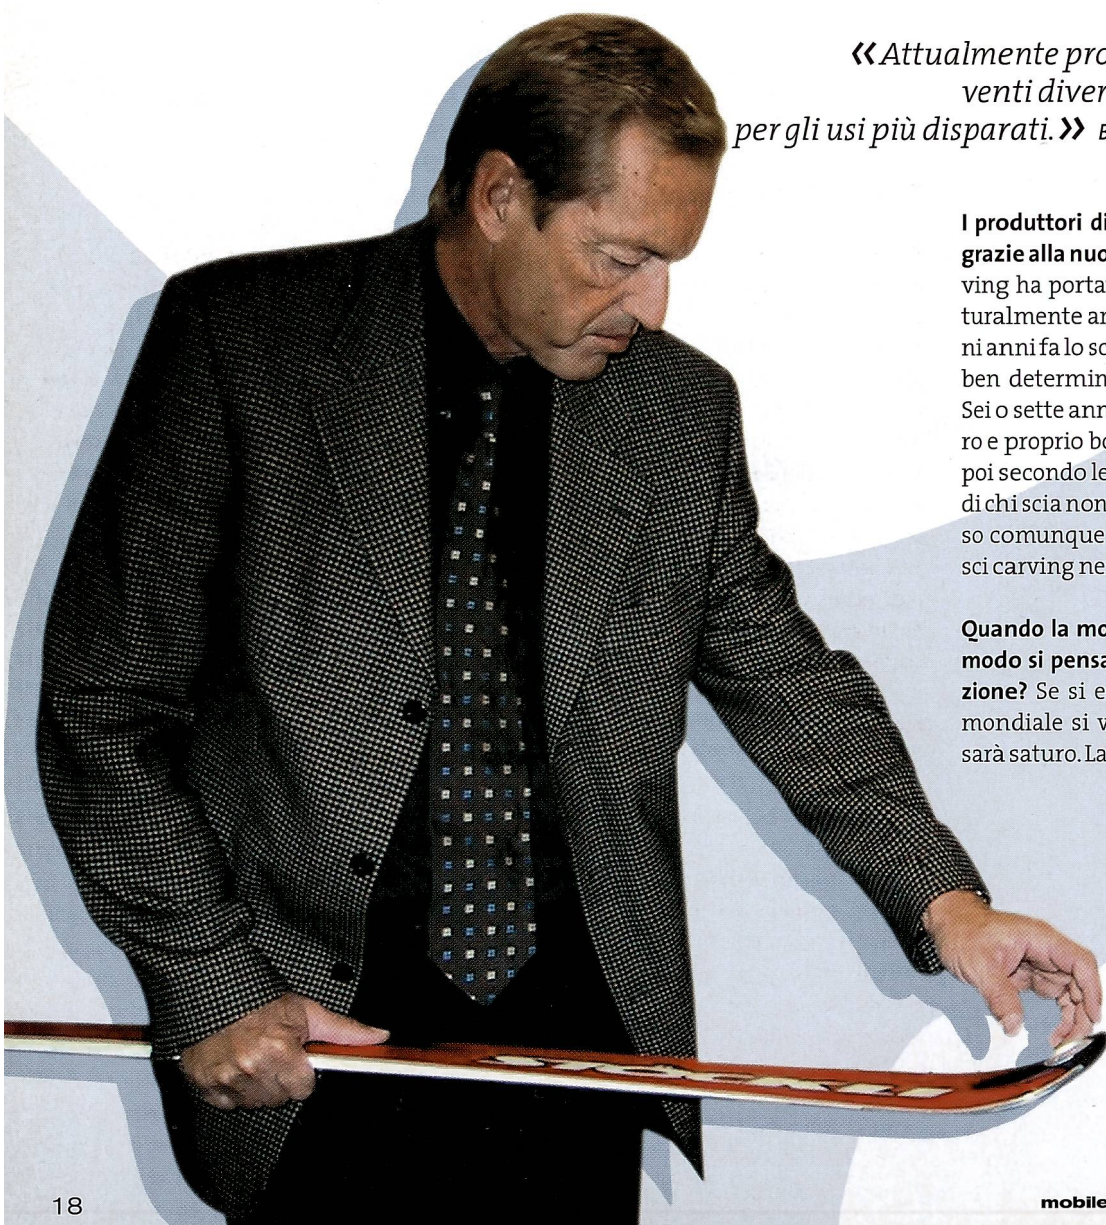 «Attualmente pro
venti diver
per gli usi più disparati.»
I produttori di
grazie alla nuo
ving ha porta
turalmente an
ni anni fa lo sc
ben determin
Sei o sette ann
ro e proprio bo
poi secondo le
di chi scia non
so comunque
sci carving ne
Quando la mo
modo si pensa
zione? Se si e
mondiale si v
sarà saturo. La
STÖCKLI
18
mobile